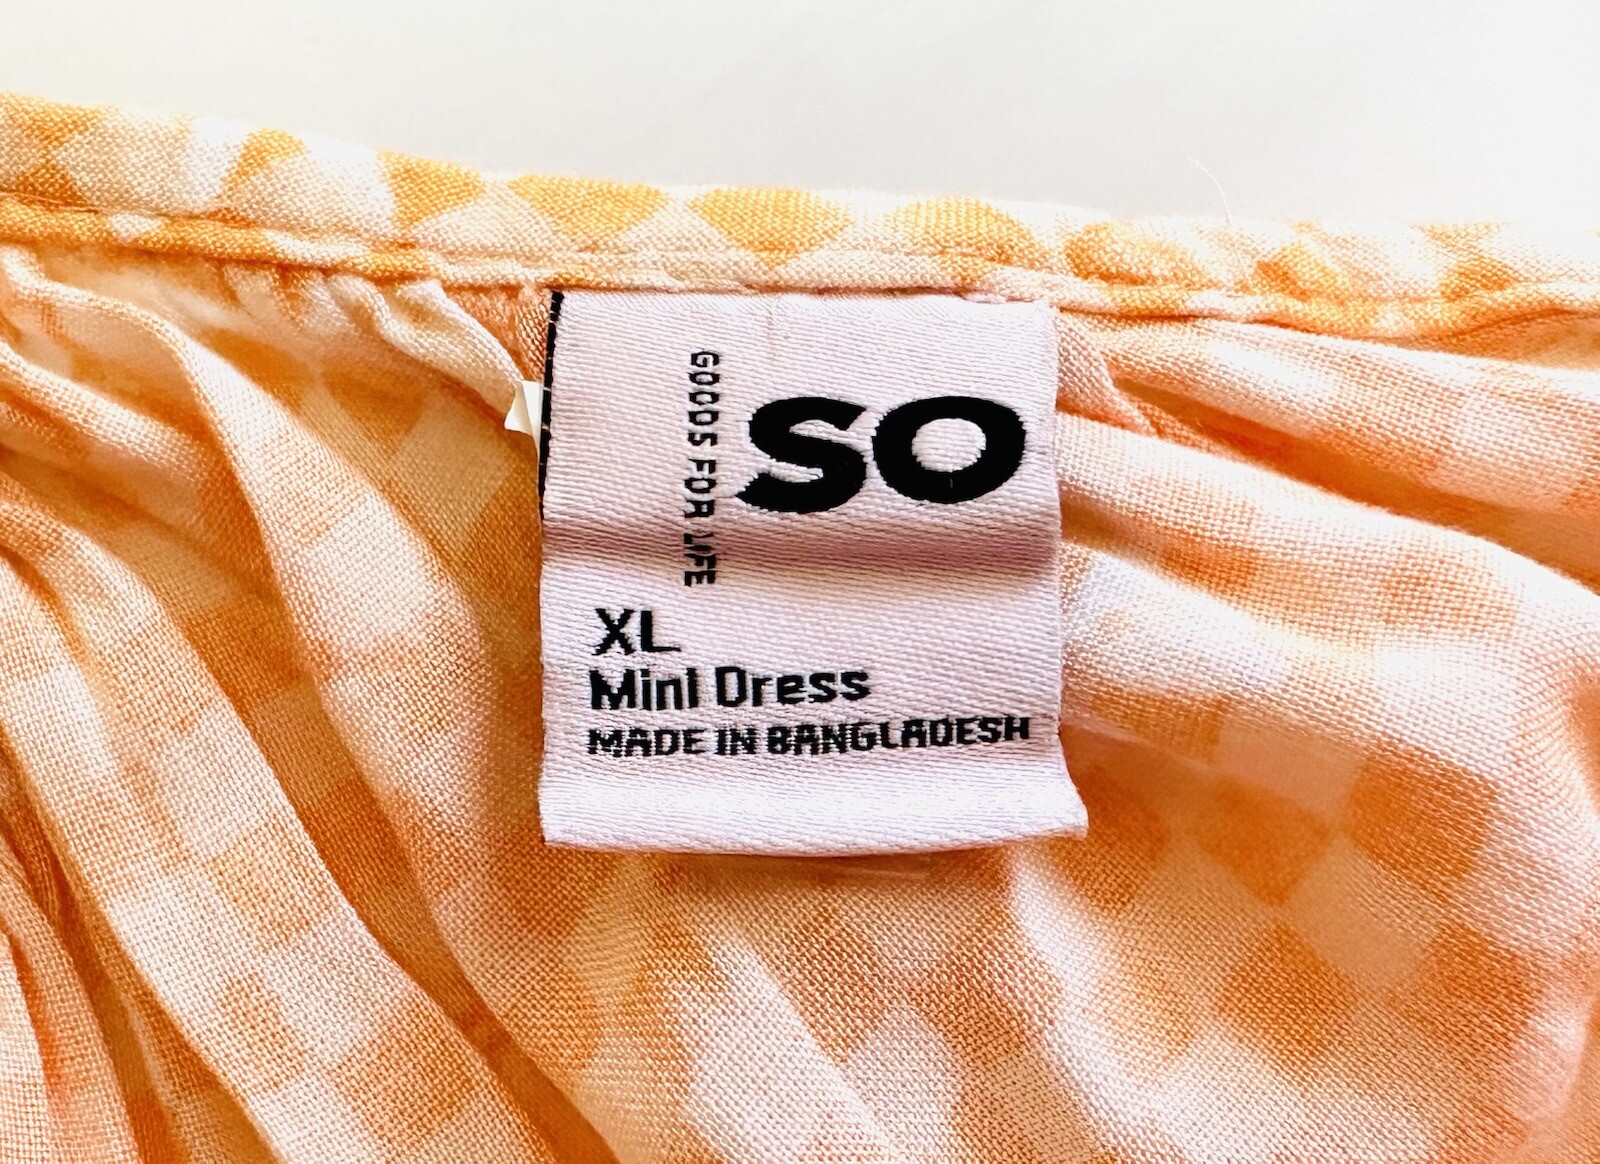 SO
GOODS FOR LIFE
XL
Mini Dress
MADE IN BANGLADESH